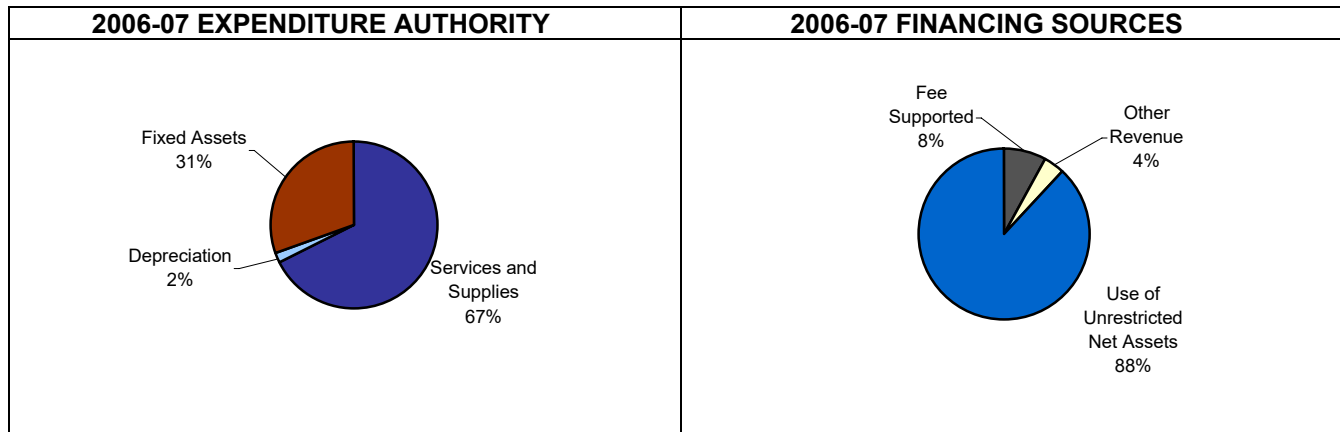 2006-07 EXPENDITURE AUTHORITY
2006-07 FINANCING SOURCES
Fixed Assets
31%
Depreciation
2%
Services and
Supplies
67%
Fee
Supported
8%
Other
Revenue
4%
Use of
Unrestricted
Net Assets
88%